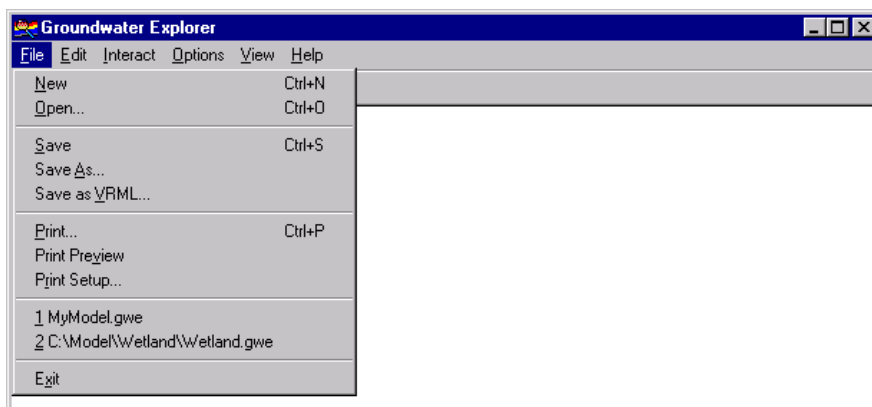 Groundwater Explorer
File Edit Interact Options View Help
New Ctrl+N
Open... Ctrl+O
Save Ctrl+S
Save As...
Save as VRML...
Print... Ctrl+P
Print Preview
Print Setup...
1 MyModel.gwe
2 C:\Model\Wetland\Wetland.gwe
Exit